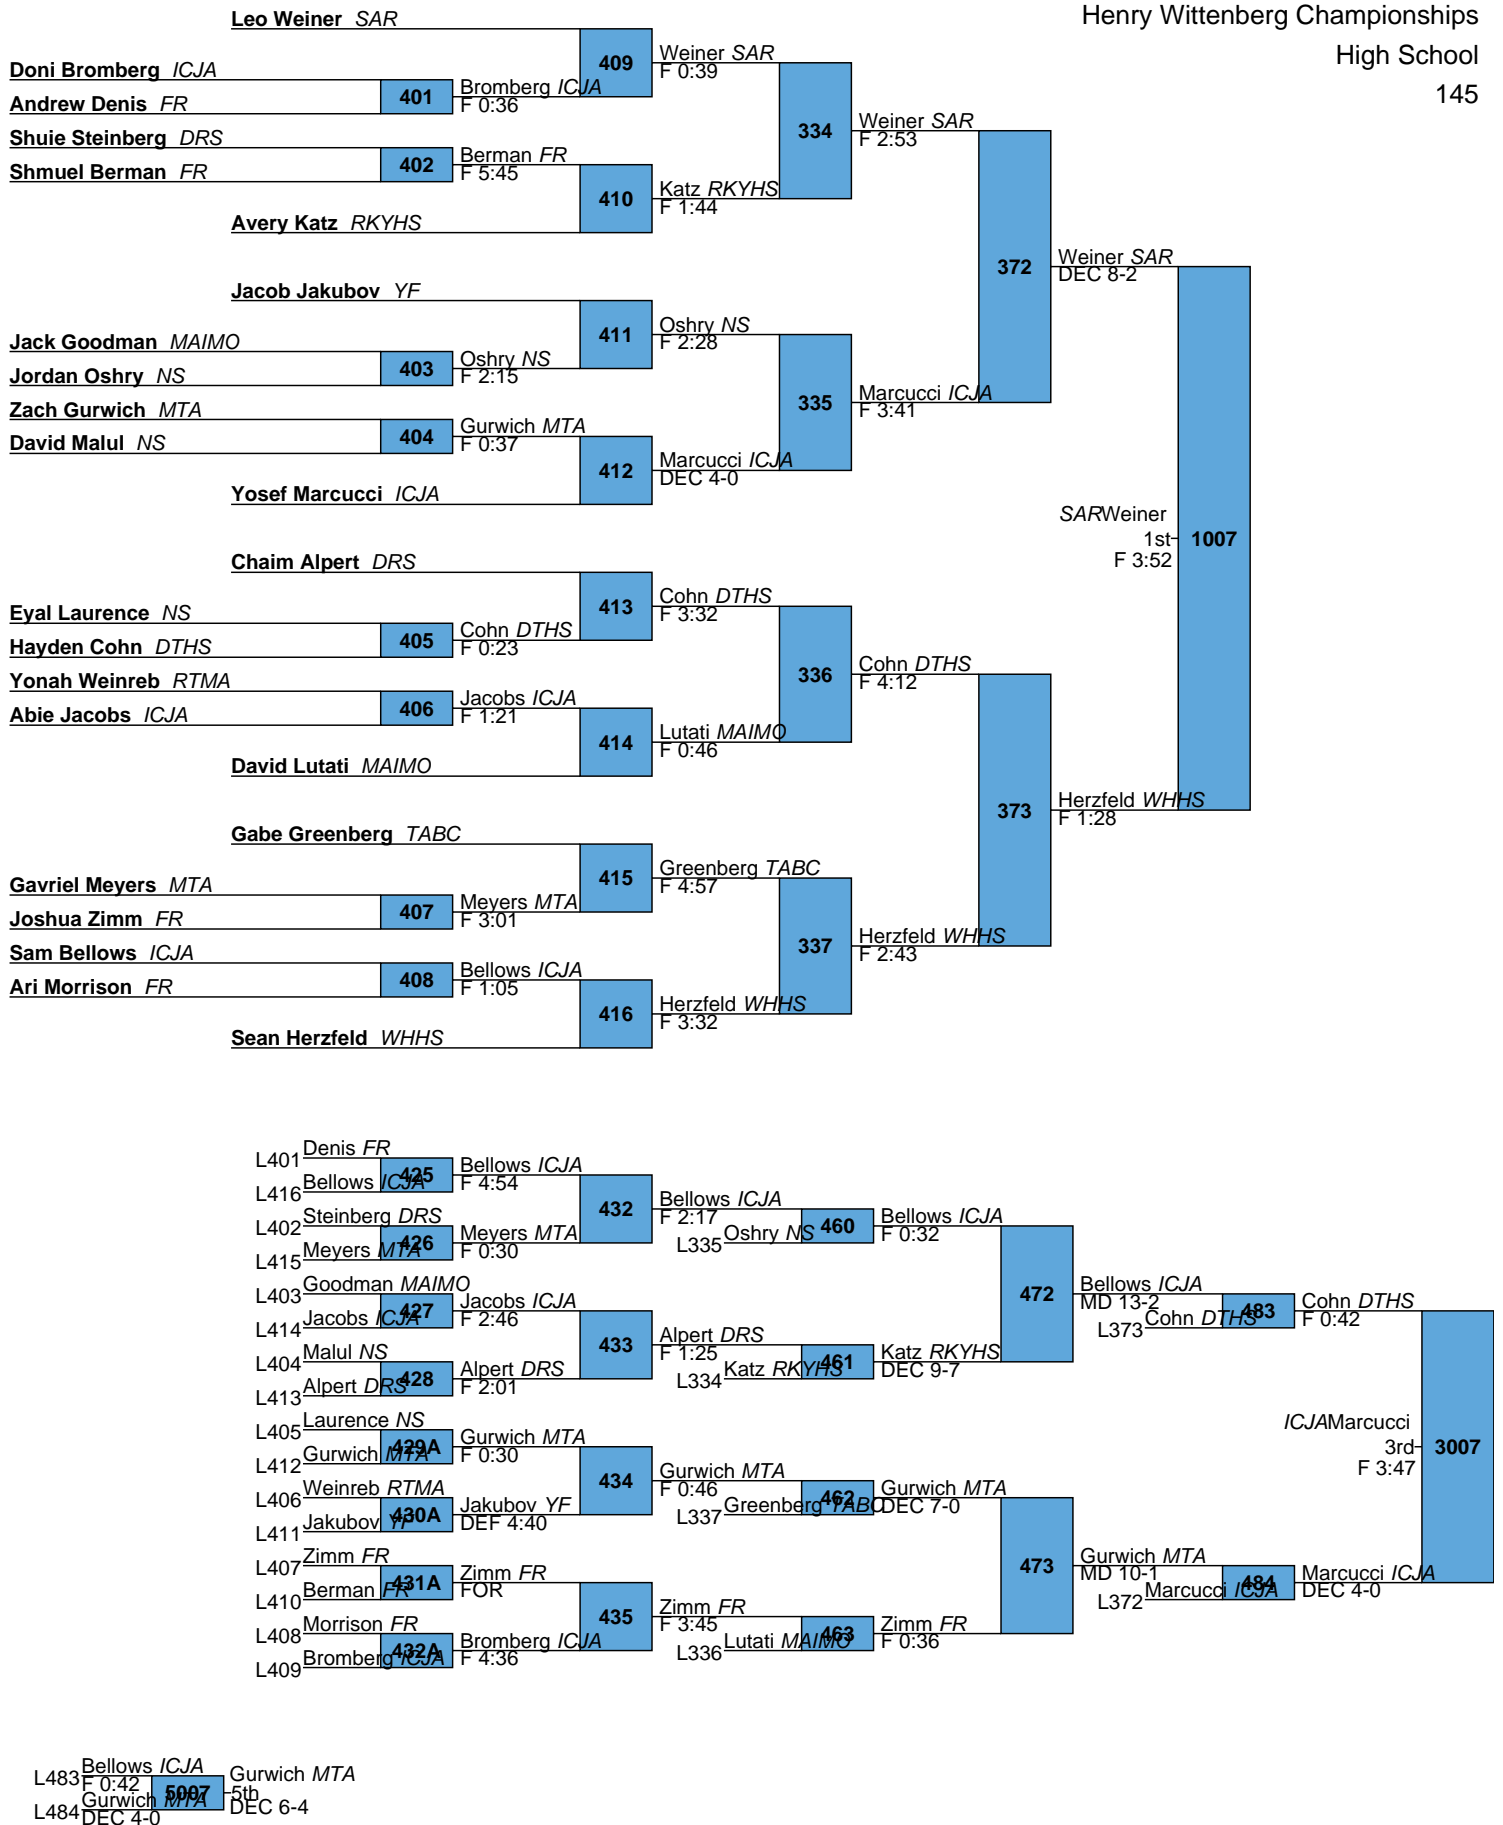 Henry Wittenberg Championships
High School
145
Leo Weiner SAR
409
Weiner SAR
F 0:39
Doni Bromberg ICJA
401
Bromberg ICJA
F 0:36
Andrew Denis FR
334
Weiner SAR
F 2:53
Shuie Steinberg DRS
402
Berman FR
F 5:45
Shmuel Berman FR
410
Katz RKYHS
F 1:44
Avery Katz RKYHS
372
Weiner SAR
DEC 8-2
Jacob Jakubov YF
411
Oshry NS
F 2:28
Jack Goodman MAIMO
403
Oshry NS
F 2:15
Jordan Oshry NS
335
Marcucci ICJA
F 3:41
Zach Gurwich MTA
404
Gurwich MTA
F 0:37
David Malul NS
412
Marcucci ICJA
DEC 4-0
Yosef Marcucci ICJA
SARWeiner
1st
F 3:52
1007
Chaim Alpert DRS
413
Cohn DTHS
F 3:32
Eyal Laurence NS
405
Cohn DTHS
F 0:23
Hayden Cohn DTHS
336
Cohn DTHS
F 4:12
Yonah Weinreb RTMA
406
Jacobs ICJA
F 1:21
Abie Jacobs ICJA
414
Lutati MAIMO
F 0:46
David Lutati MAIMO
373
Herzfeld WHHS
F 1:28
Gabe Greenberg TABC
415
Greenberg TABC
F 4:57
Gavriel Meyers MTA
407
Meyers MTA
F 3:01
Joshua Zimm FR
337
Herzfeld WHHS
F 2:43
Sam Bellows ICJA
408
Bellows ICJA
F 1:05
Ari Morrison FR
416
Herzfeld WHHS
F 3:32
Sean Herzfeld WHHS
L401 Denis FR
425
Bellows ICJA
F 4:54
L416 Bellows ICJA
432
Bellows ICJA
F 2:17
L402 Steinberg DRS
426
Meyers MTA
F 0:30
L415 Meyers MTA
L335 Oshry NS
460
Bellows ICJA
F 0:32
L403 Goodman MAIMO
427
Jacobs ICJA
F 2:46
L414 Jacobs ICJA
472
Bellows ICJA
MD 13-2
L373 Cohn DTHS
483
Cohn DTHS
F 0:42
433
Alpert DRS
F 1:25
L404 Malul NS
428
Alpert DRS
F 2:01
L413 Alpert DRS
L334 Katz RKYHS
461
Katz RKYHS
DEC 9-7
L405 Laurence NS
429A
Gurwich MTA
F 0:30
L412 Gurwich MTA
ICJAMarcucci
3rd
F 3:47
3007
434
Gurwich MTA
F 0:46
L406 Weinreb RTMA
430A
Jakubov YF
DEF 4:40
L411 Jakubov YF
L337 Greenberg TABC
462
Gurwich MTA
DEC 7-0
L407 Zimm FR
431A
Zimm FR
FOR
L410 Berman FR
473
Gurwich MTA
MD 10-1
L372 Marcucci ICJA
484
Marcucci ICJA
DEC 4-0
435
Zimm FR
F 3:45
L408 Morrison FR
432A
Bromberg ICJA
F 4:36
L409 Bromberg ICJA
L336 Lutati MAIMO
463
Zimm FR
F 0:36
L483 Bellows ICJA
F 0:42
5007
Gurwich MTA
5th
DEC 6-4
L484 Gurwich MTA
DEC 4-0